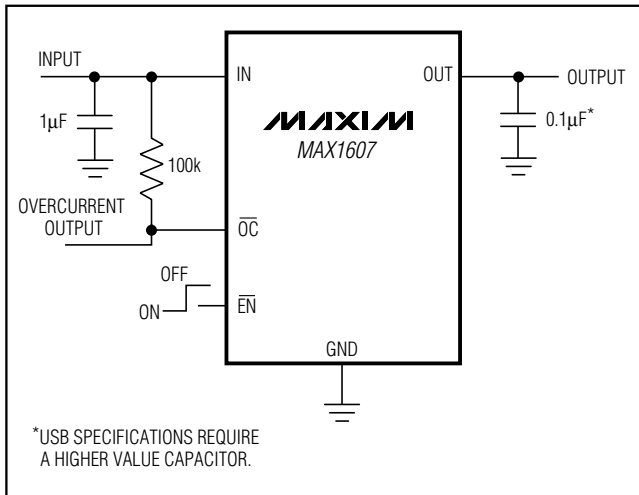 INPUT
IN
OUT
OUTPUT
1µF
0.1µF*
MAXIM
MAX1607
100k
OVERCURRENT
OUTPUT
OC
OFF
ON
EN
GND
*USB SPECIFICATIONS REQUIRE
A HIGHER VALUE CAPACITOR.